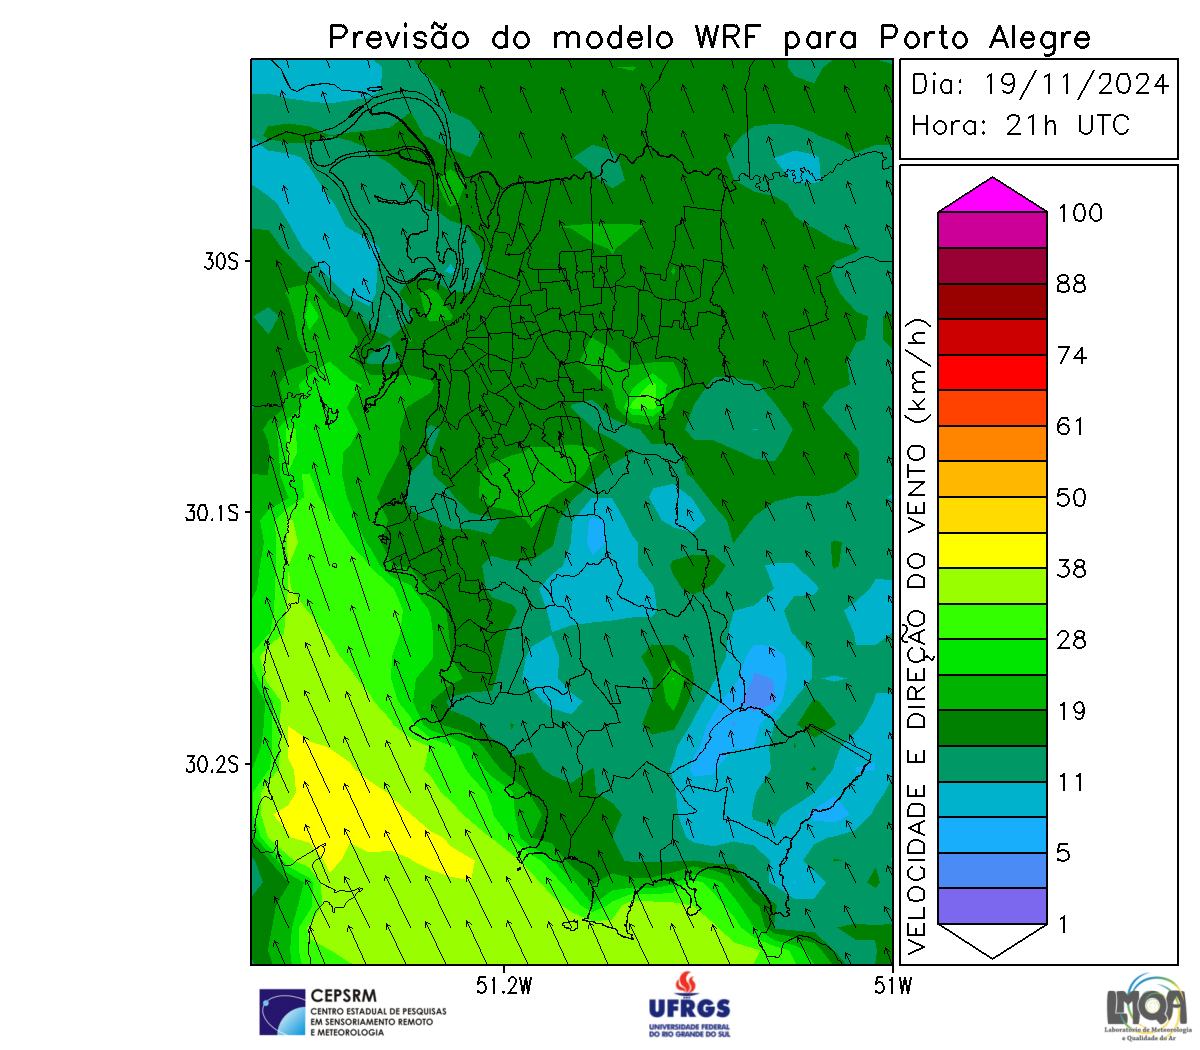 Previsão do modelo WRF para Porto Alegre
Dia: 19/11/2024
Hora: 21h UTC
100
88
74
61
50
38
28
19
11
5
1
VELOCIDADE E DIREÇÃO DO VENTO (km/h)
30S
30.1S
30.2S
51.2W
51W
CEPSRM
CENTRO ESTADUAL DE PESQUISAS
EM SENSORIAMENTO REMOTO
E METEOROLOGIA
UFRGS
UNIVERSIDADE FEDERAL
DO RIO GRANDE DO SUL
LMQA
Laboratório de Meteorologia
e Qualidade do Ar